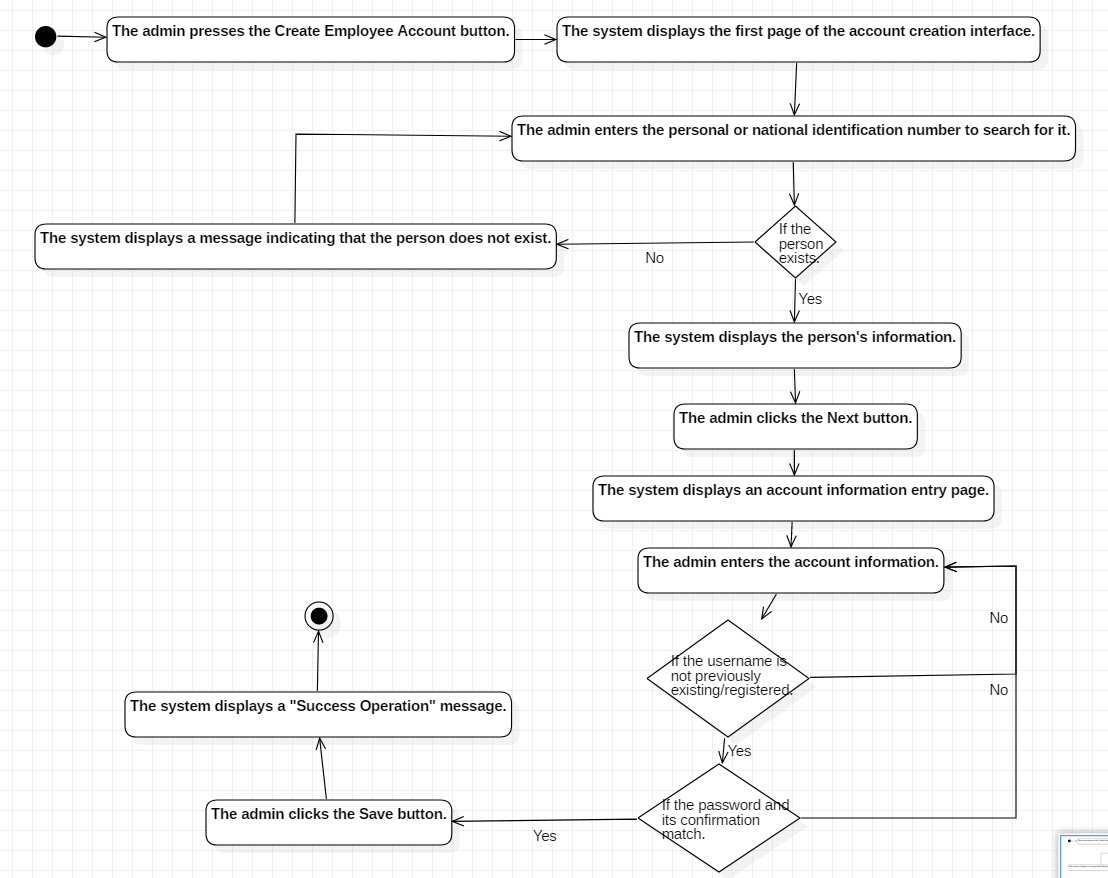 The admin presses the Create Employee Account button.
The system displays the first page of the account creation interface.
The admin enters the personal or national identification number to search for it.
The system displays a message indicating that the person does not exist.
If the
person
exists.
No
Yes
The system displays the person's information.
The admin clicks the Next button.
The system displays an account information entry page.
The admin enters the account information.
No
If the username is
not previously
existing/registered.
No
The system displays a "Success Operation" message.
Yes
If the password and
its confirmation
match.
The admin clicks the Save button.
Yes